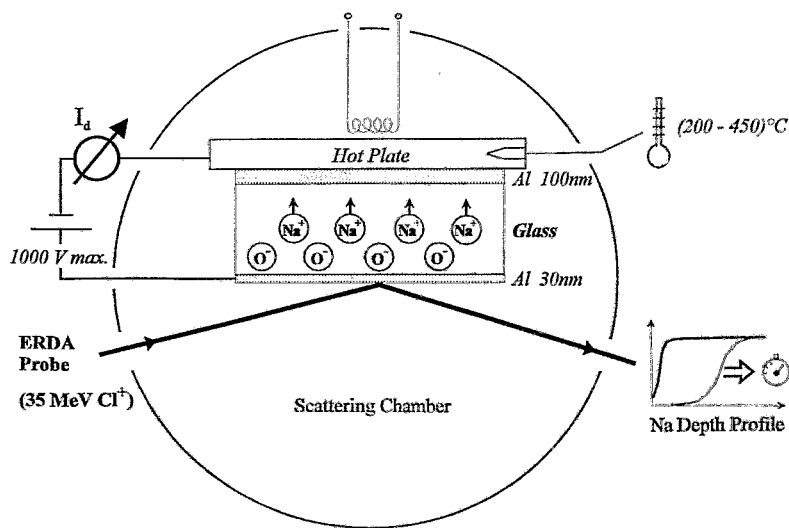 I_d
Hot Plate
(200 - 450)°C
Al 100nm
Na⁺ Na⁺ Na⁺ Na⁺
Glass
O⁻ O⁻ O⁻ O⁻
1000 V max.
Al 30nm
ERDA
Probe
(35 MeV Cl⁺)
Scattering Chamber
Na Depth Profile